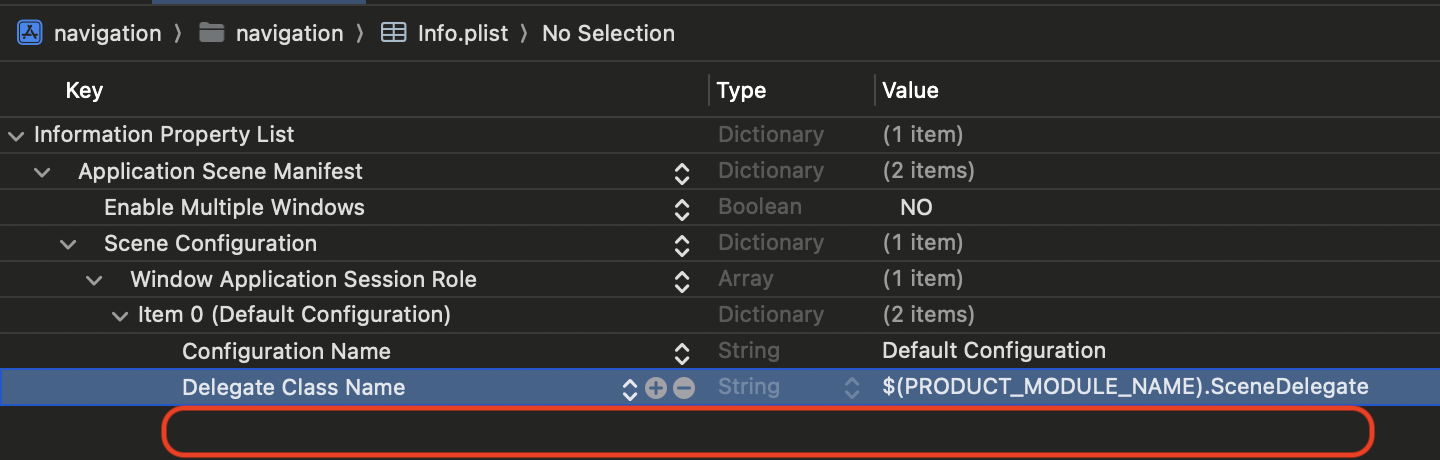 navigation 〉 navigation 〉 Info.plist 〉 No Selection
Key Type Value
Information Property List Dictionary (1 item)
Application Scene Manifest Dictionary (2 items)
Enable Multiple Windows Boolean NO
Scene Configuration Dictionary (1 item)
Window Application Session Role Array (1 item)
Item 0 (Default Configuration) Dictionary (2 items)
Configuration Name String Default Configuration
Delegate Class Name String $(PRODUCT_MODULE_NAME).SceneDelegate